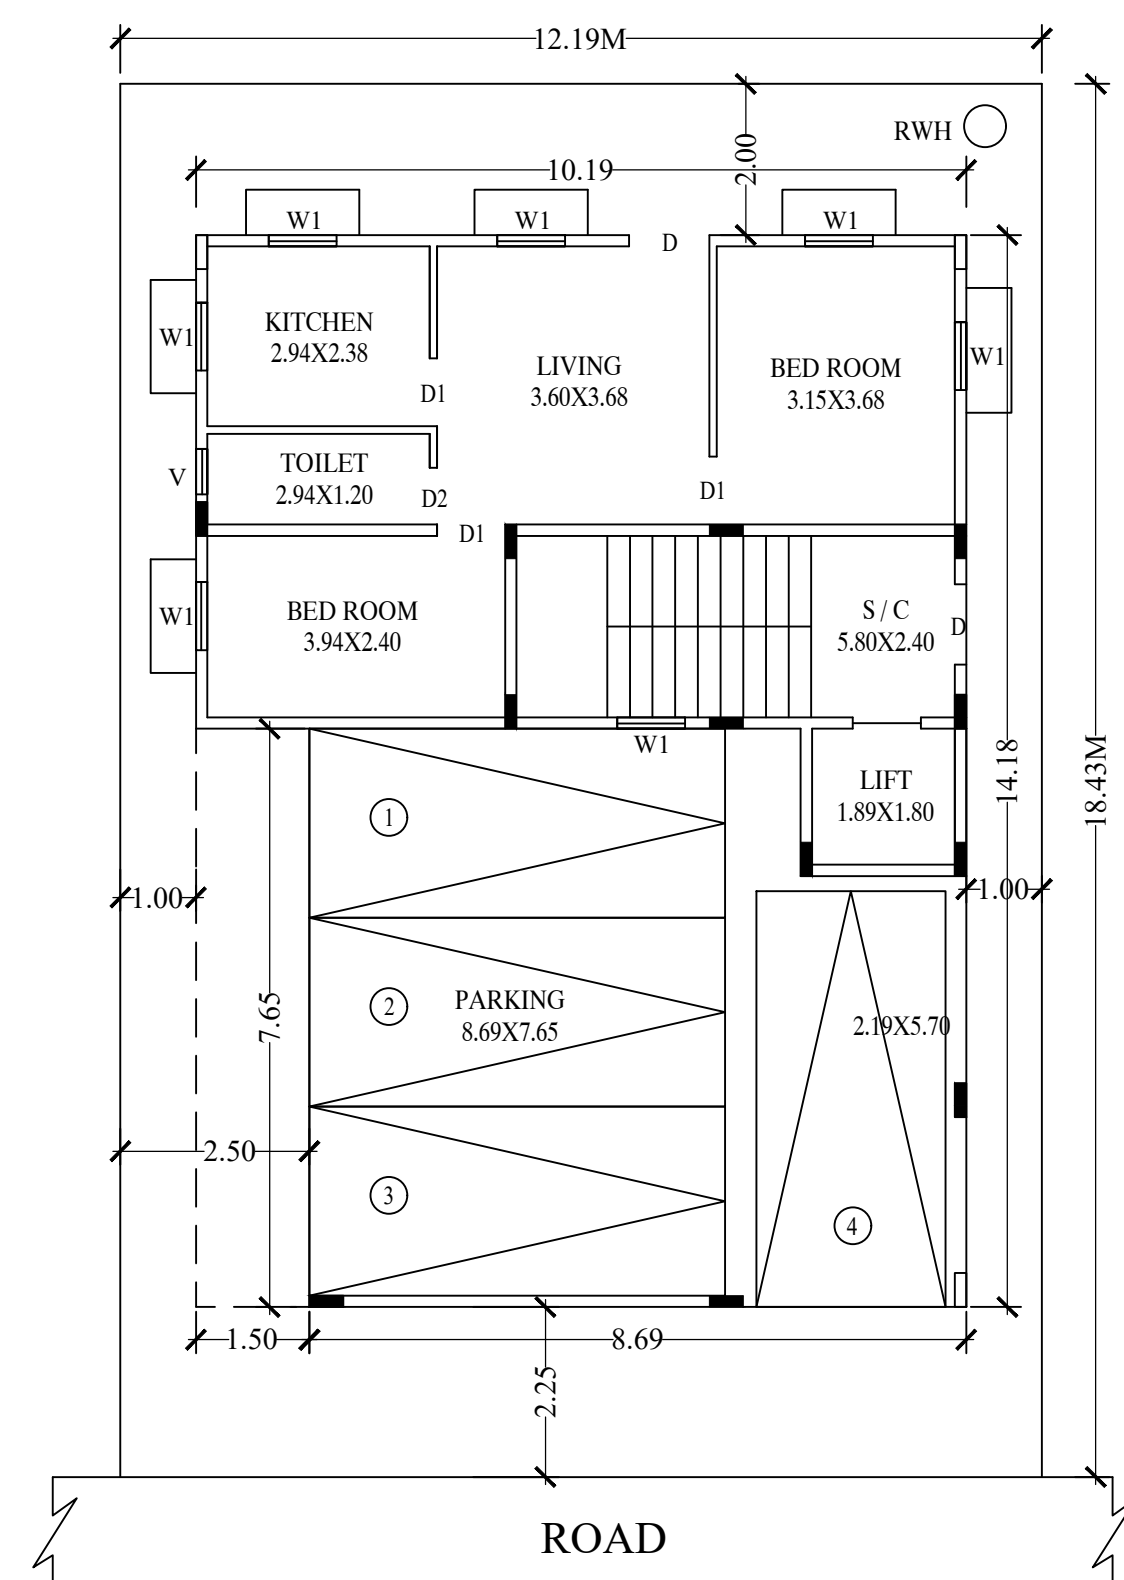 12.19M
RWH
2.00
10.19
W1
W1
W1
D
KITCHEN
2.94X2.38
W1
W1
LIVING
3.60X3.68
BED ROOM
3.15X3.68
D1
TOILET
2.94X1.20
V
D2
D1
D1
BED ROOM
3.94X2.40
W1
S / C
5.80X2.40
D
W1
14.18
18.43M
LIFT
1.89X1.80
1
1.00
1.00
7.65
2
PARKING
8.69X7.65
2.19X5.70
2.50
3
4
1.50
8.69
2.25
ROAD